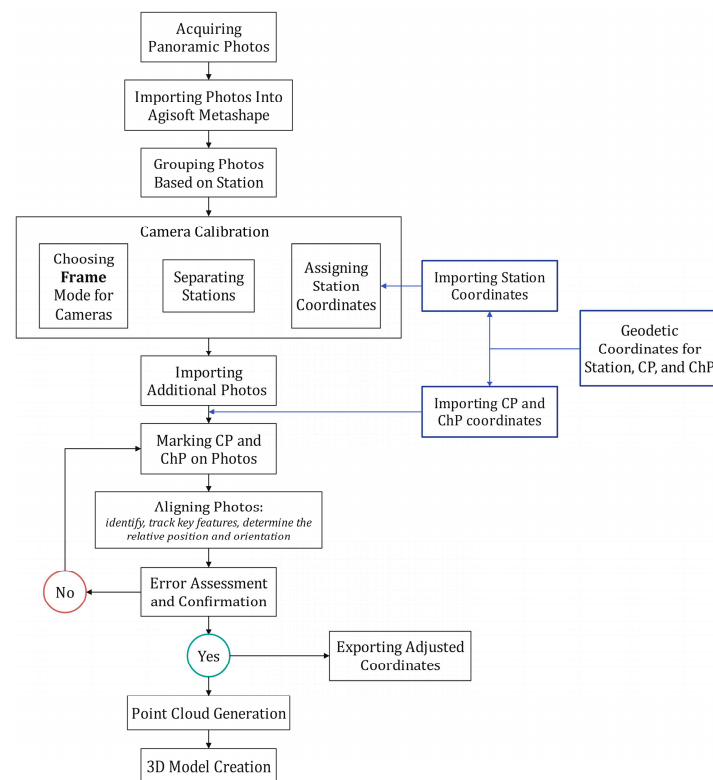 Acquiring
Panoramic Photos
Importing Photos Into
Agisoft Metashape
Grouping Photos
Based on Station
Camera Calibration
Choosing
Frame
Mode for
Cameras
Separating
Stations
Assigning
Station
Coordinates
Importing Station
Coordinates
Geodetic
Coordinates for
Station, CP, and ChP
Importing
Additional Photos
Importing CP and
ChP coordinates
Marking CP and
ChP on Photos
Aligning Photos:
identify, track key features, determine the
relative position and orientation
No
Error Assessment
and Confirmation
Yes
Exporting Adjusted
Coordinates
Point Cloud Generation
3D Model Creation